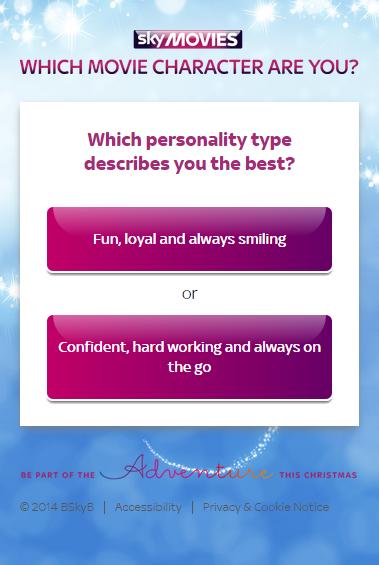 sky MOVIES
WHICH MOVIE CHARACTER ARE YOU?
Which personality type
describes you the best?
Fun, loyal and always smiling
or
Confident, hard working and always on
the go
BE PART OF THE Adventure THIS CHRISTMAS
© 2014 BSkyB | Accessibility | Privacy & Cookie Notice